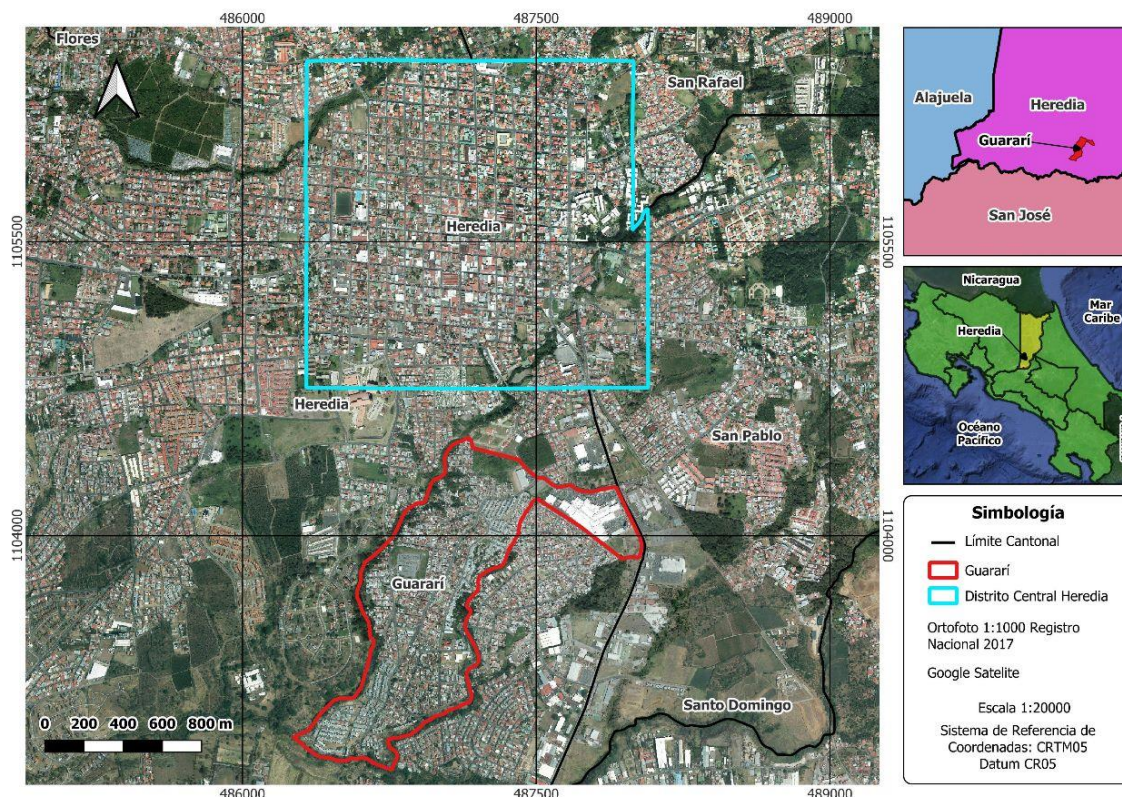 486000
487500
489000
Flores
San Rafael
Heredia
Heredia
San Pablo
Guararí
Santo Domingo
1105500
1104000
1105500
1104000
0 200 400 600 800 m
486000
487500
489000
Alajuela
Heredia
Guararí
San José
Nicaragua
Mar
Caribe
Heredia
Océano
Pacífico
Simbología
Límite Cantonal
Guararí
Distrito Central Heredia
Ortofoto 1:1000 Registro
Nacional 2017
Google Satelite
Escala 1:20000
Sistema de Referencia de
Coordenadas: CRTM05
Datum CR05